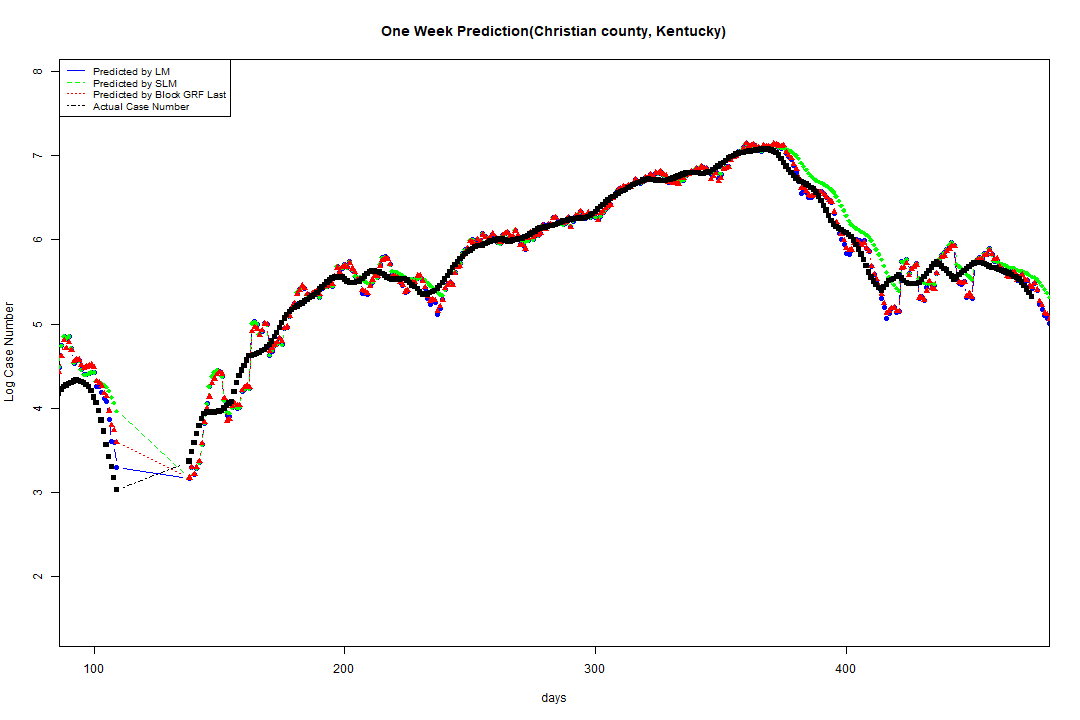 One Week Prediction(Christian county, Kentucky)
Predicted by LM
Predicted by SLM
Predicted by Block GRF Last
Actual Case Number
8
7
6
5
4
3
2
Log Case Number
100 200 300 400
days